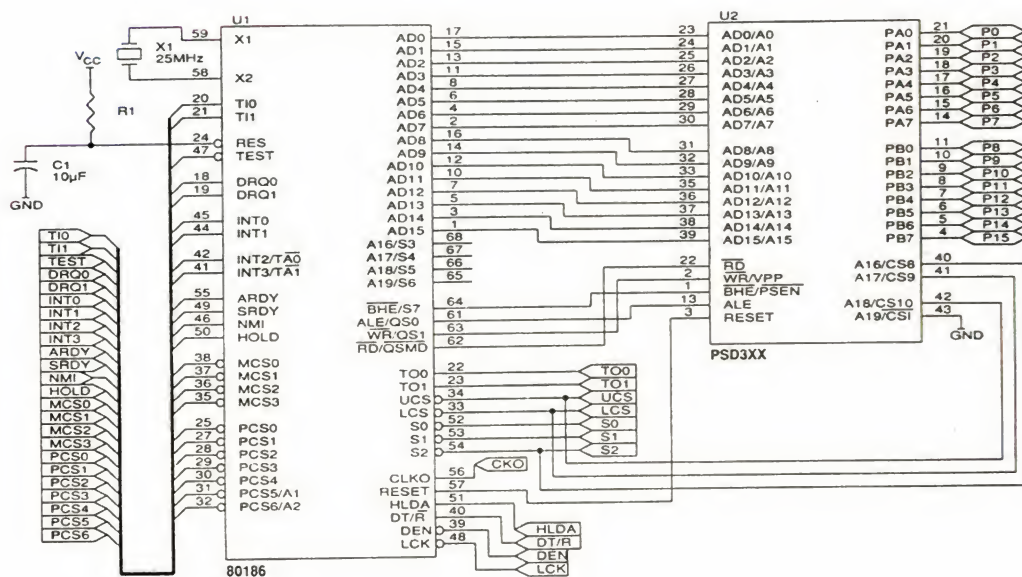 U1
U2
59 X1
X1
25MHz
58 X2
VCC
R1
20 TI0
21 TI1
24 RES
47 TEST
C1
10µF
GND
18 DRQ0
19 DRQ1
45 INT0
44 INT1
42 INT2/TA0
41 INT3/TA1
55 ARDY
49 SRDY
46 NMI
50 HOLD
38 MCS0
37 MCS1
36 MCS2
35 MCS3
25 PCS0
27 PCS1
28 PCS2
29 PCS3
30 PCS4
31 PCS5/A1
32 PCS6/A2
TI0
TI1
TEST
DRQ0
DRQ1
INT0
INT1
INT2
INT3
ARDY
SRDY
NMI
HOLD
MCS0
MCS1
MCS2
MCS3
PCS0
PCS1
PCS2
PCS3
PCS4
PCS5
PCS6
AD0 17
AD1 15
AD2 13
AD3 11
AD4 8
AD5 6
AD6 4
AD7 2
AD8 16
AD9 14
AD10 12
AD11 10
AD12 7
AD13 5
AD14 3
AD15 1
A16/S3 68
A17/S4 67
A18/S5 66
A19/S6 65
BHE/S7 64
ALE/QS0 61
WR/QS1 63
RD/QSMD 62
TO0 22 TO0
TO1 23 TO1
UCS 34 UCS
LCS 33 LCS
S0 52 S0
S1 53 S1
S2 54 S2
CLKO 56 CKO
RESET 57
HLDA 51 HLDA
DT/R 40 DT/R
DEN 39 DEN
LCK 48 LCK
80186
23 AD0/A0
24 AD1/A1
25 AD2/A2
26 AD3/A3
27 AD4/A4
28 AD5/A5
29 AD6/A6
30 AD7/A7
31 AD8/A8
32 AD9/A9
33 AD10/A10
35 AD11/A11
36 AD12/A12
37 AD13/A13
38 AD14/A14
39 AD15/A15
22 RD
2 WR/VPP
1 BHE/PSEN
13 ALE
3 RESET
PA0 21 P0
PA1 20 P1
PA2 19 P2
PA3 18 P3
PA4 17 P4
PA5 16 P5
PA6 15 P6
PA7 14 P7
PB0 11 P8
PB1 10 P9
PB2 9 P10
PB3 8 P11
PB4 7 P12
PB5 6 P13
PB6 5 P14
PB7 4 P15
A16/CS8 40
A17/CS9 41
A18/CS10 42
A19/CSI 43
GND
PSD3XX